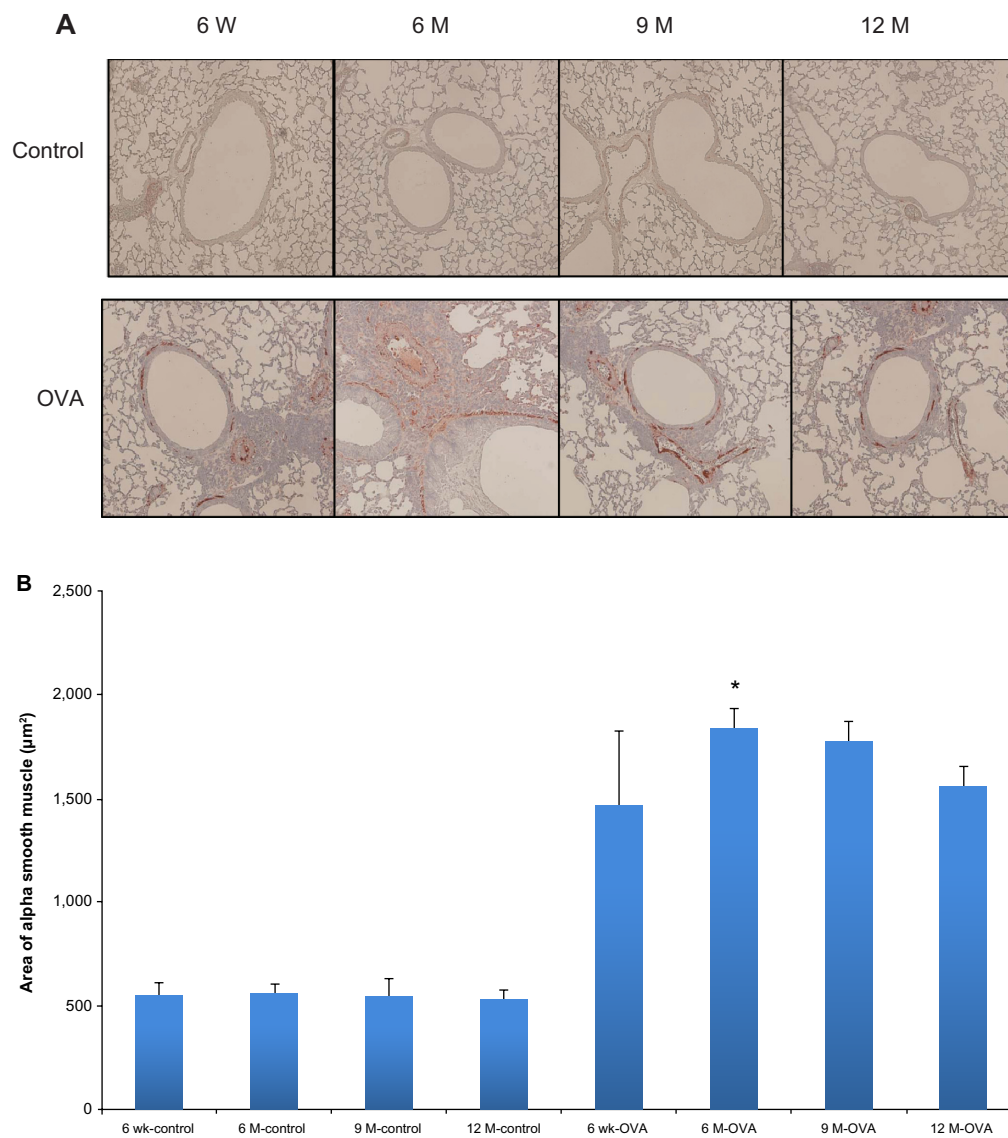 A
6 W 6 M 9 M 12 M
Control
OVA
B
Area of alpha smooth muscle (µm²)
2,500
2,000
1,500
1,000
500
0
*
6 wk-control 6 M-control 9 M-control 12 M-control 6 wk-OVA 6 M-OVA 9 M-OVA 12 M-OVA